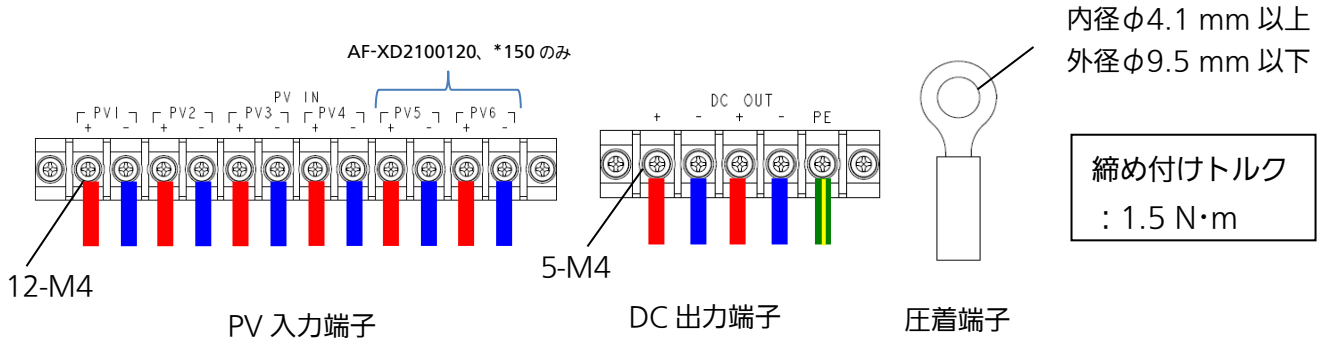 内径φ4.1 mm 以上
外径φ9.5 mm 以下
AF-XD2100120、*150 のみ
PV IN
PV1 PV2 PV3 PV4 PV5 PV6
+ - + - + - + - + - + -
DC OUT
+ - + - PE
締め付けトルク
: 1.5 N･m
12-M4
5-M4
PV 入力端子
DC 出力端子
圧着端子